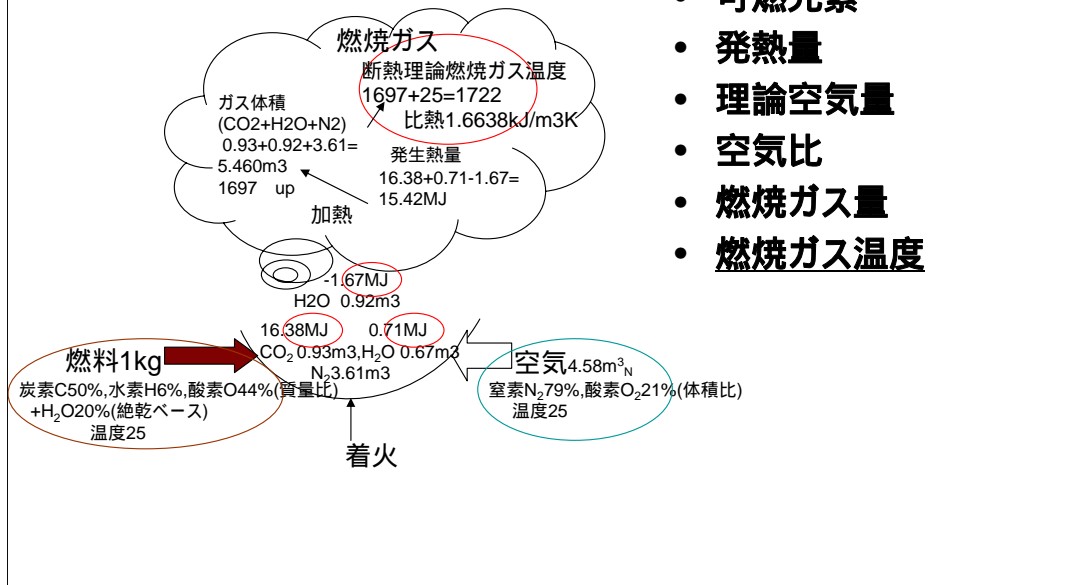 燃焼ガス
断熱理論燃焼ガス温度
1697+25=1722
比熱1.6638kJ/m3K
ガス体積
(CO2+H2O+N2)
0.93+0.92+3.61=
5.460m3
1697 up
発生熱量
16.38+0.71-1.67=
15.42MJ
加熱
-1.67MJ
H2O 0.92m3
16.38MJ 0.71MJ
CO2 0.93m3,H2O 0.67m3
N23.61m3
燃料1kg
炭素C50%,水素H6%,酸素O44%(質量比)
+H2O20%(絶乾ベース)
温度25
空気4.58m3N
窒素N279%,酸素O221%(体積比)
温度25
着火
• 可燃元素
• 発熱量
• 理論空気量
• 空気比
• 燃焼ガス量
• 燃焼ガス温度